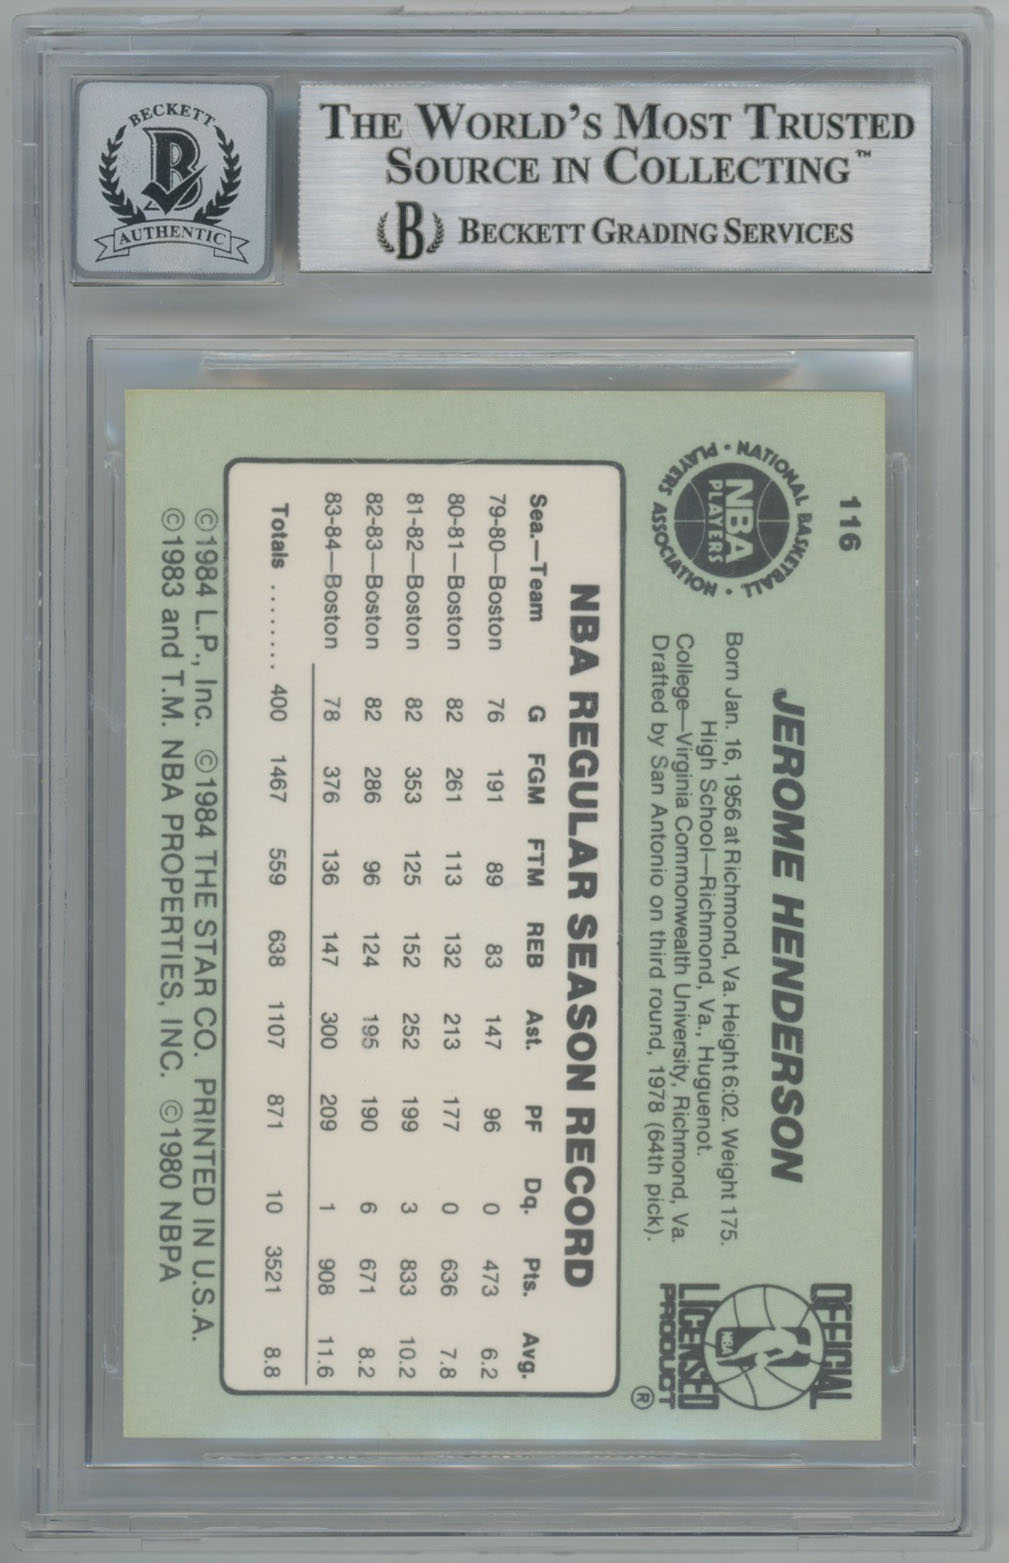 BECKETT
B
AUTHENTIC
THE WORLD'S MOST TRUSTED
SOURCE IN COLLECTING™
B BECKETT GRADING SERVICES
116
NATIONAL BASKETBALL PLAYERS ASSOCIATION
NBA
PLAYERS
JEROME HENDERSON
Born Jan. 16, 1956 at Richmond, Va. Height 6:02. Weight 175.
High School—Richmond, Va., Huguenot.
College—Virginia Commonwealth University, Richmond, Va.
Drafted by San Antonio on third round, 1978 (64th pick).
OFFICIAL
NBA
LICENSED
PRODUCT
®
NBA REGULAR SEASON RECORD
Sea.—Team G FGM FTM REB Ast. PF Dq. Pts. Avg.
79-80—Boston 76 191 89 83 147 96 0 473 6.2
80-81—Boston 82 261 113 132 213 177 0 636 7.8
81-82—Boston 82 353 125 152 252 199 3 833 10.2
82-83—Boston 82 286 96 124 195 190 6 671 8.2
83-84—Boston 78 376 136 147 300 209 1 908 11.6
Totals ........ 400 1467 559 638 1107 871 10 3521 8.8
©1984 L.P., Inc. ©1984 THE STAR CO. PRINTED IN U.S.A.
©1983 and T.M. NBA PROPERTIES, INC. ©1980 NBPA